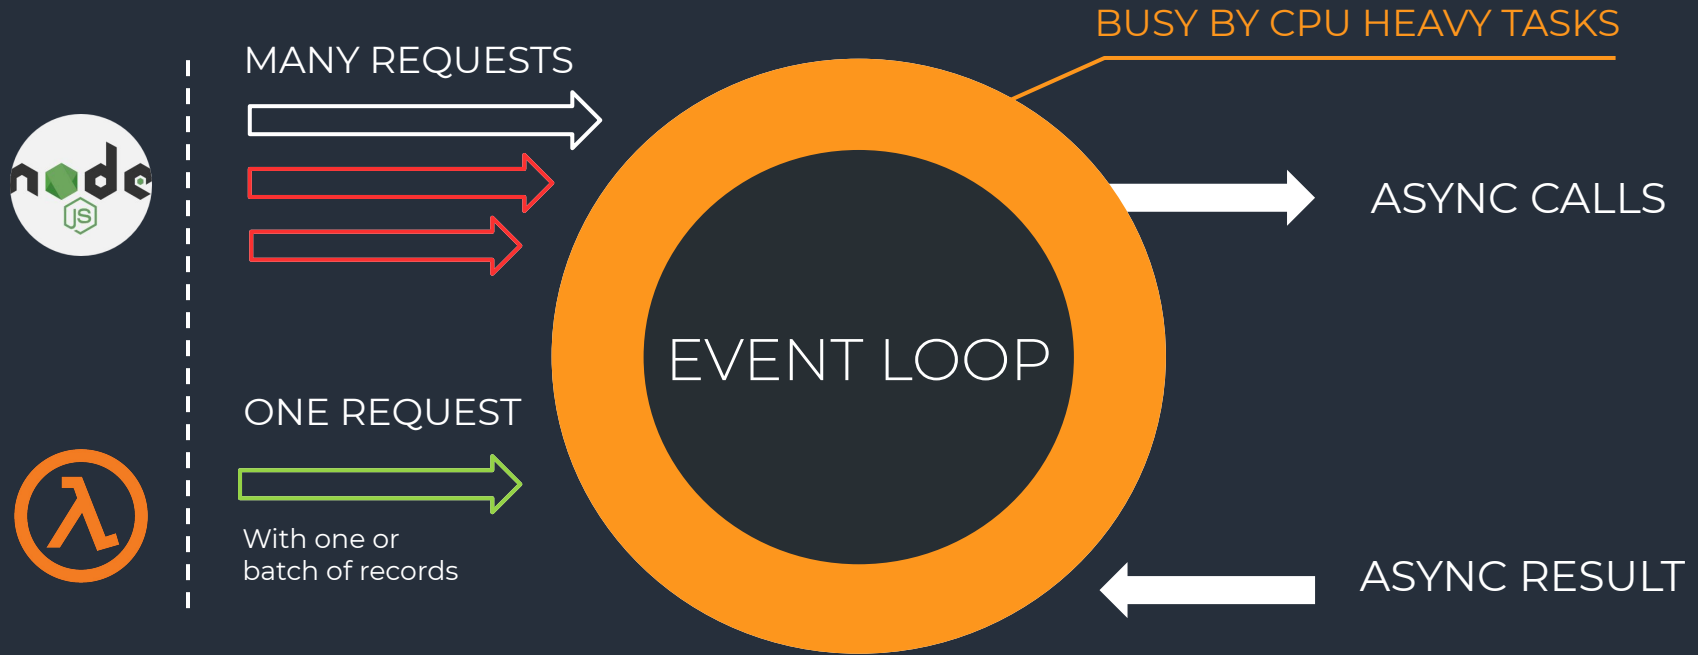 BUSY BY CPU HEAVY TASKS
MANY REQUESTS
node
JS
ASYNC CALLS
EVENT LOOP
ONE REQUEST
With one or
batch of records
λ
ASYNC RESULT